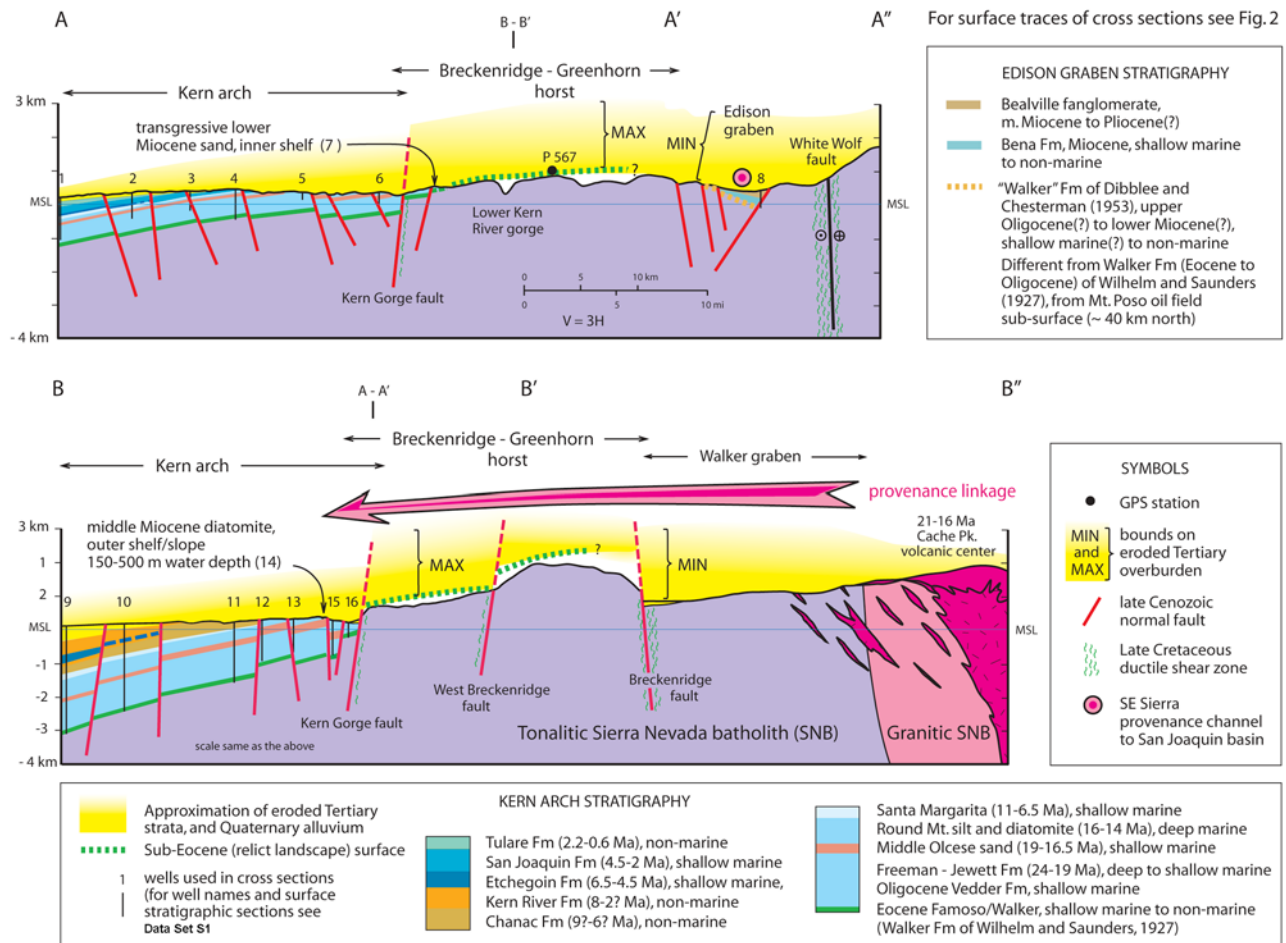 A
B - B'
A'
A"
For surface traces of cross sections see Fig. 2
Breckenridge - Greenhorn
horst
Kern arch
3 km
transgressive lower
Miocene sand, inner shelf (7)
MAX
MIN
Edison
graben
White Wolf
fault
P 567
?
1
2
3
4
5
6
7
8
MSL
MSL
Lower Kern
River gorge
Kern Gorge fault
0 5 10 km
0 5 10 mi
V = 3H
- 4 km
EDISON GRABEN STRATIGRAPHY
Bealville fanglomerate,
m. Miocene to Pliocene(?)
Bena Fm, Miocene, shallow marine
to non-marine
"Walker" Fm of Dibblee and
Chesterman (1953), upper
Oligocene(?) to lower Miocene(?),
shallow marine(?) to non-marine
Different from Walker Fm (Eocene to
Oligocene) of Wilhelm and Saunders
(1927), from Mt. Poso oil field
sub-surface (~ 40 km north)
B
A - A'
B'
B"
Breckenridge - Greenhorn
horst
Kern arch
Walker graben
provenance linkage
middle Miocene diatomite,
outer shelf/slope
150-500 m water depth (14)
21-16 Ma
Cache Pk.
volcanic center
3 km
1
2
MSL
-1
-2
-3
- 4 km
MAX
MIN
?
9
10
11
12
13
15
16
MSL
Kern Gorge fault
West Breckenridge
fault
Breckenridge
fault
scale same as the above
Tonalitic Sierra Nevada batholith (SNB)
Granitic SNB
SYMBOLS
GPS station
MIN
and
MAX
bounds on
eroded Tertiary
overburden
late Cenozoic
normal fault
Late Cretaceous
ductile shear zone
SE Sierra
provenance channel
to San Joaquin basin
Approximation of eroded Tertiary
strata, and Quaternary alluvium
Sub-Eocene (relict landscape) surface
1 wells used in cross sections
(for well names and surface
stratigraphic sections see
Data Set S1
KERN ARCH STRATIGRAPHY
Tulare Fm (2.2-0.6 Ma), non-marine
San Joaquin Fm (4.5-2 Ma), shallow marine
Etchegoin Fm (6.5-4.5 Ma), shallow marine,
Kern River Fm (8-2? Ma), non-marine
Chanac Fm (9?-6? Ma), non-marine
Santa Margarita (11-6.5 Ma), shallow marine
Round Mt. silt and diatomite (16-14 Ma), deep marine
Middle Olcese sand (19-16.5 Ma), shallow marine
Freeman - Jewett Fm (24-19 Ma), deep to shallow marine
Oligocene Vedder Fm, shallow marine
Eocene Famoso/Walker, shallow marine to non-marine
(Walker Fm of Wilhelm and Saunders, 1927)